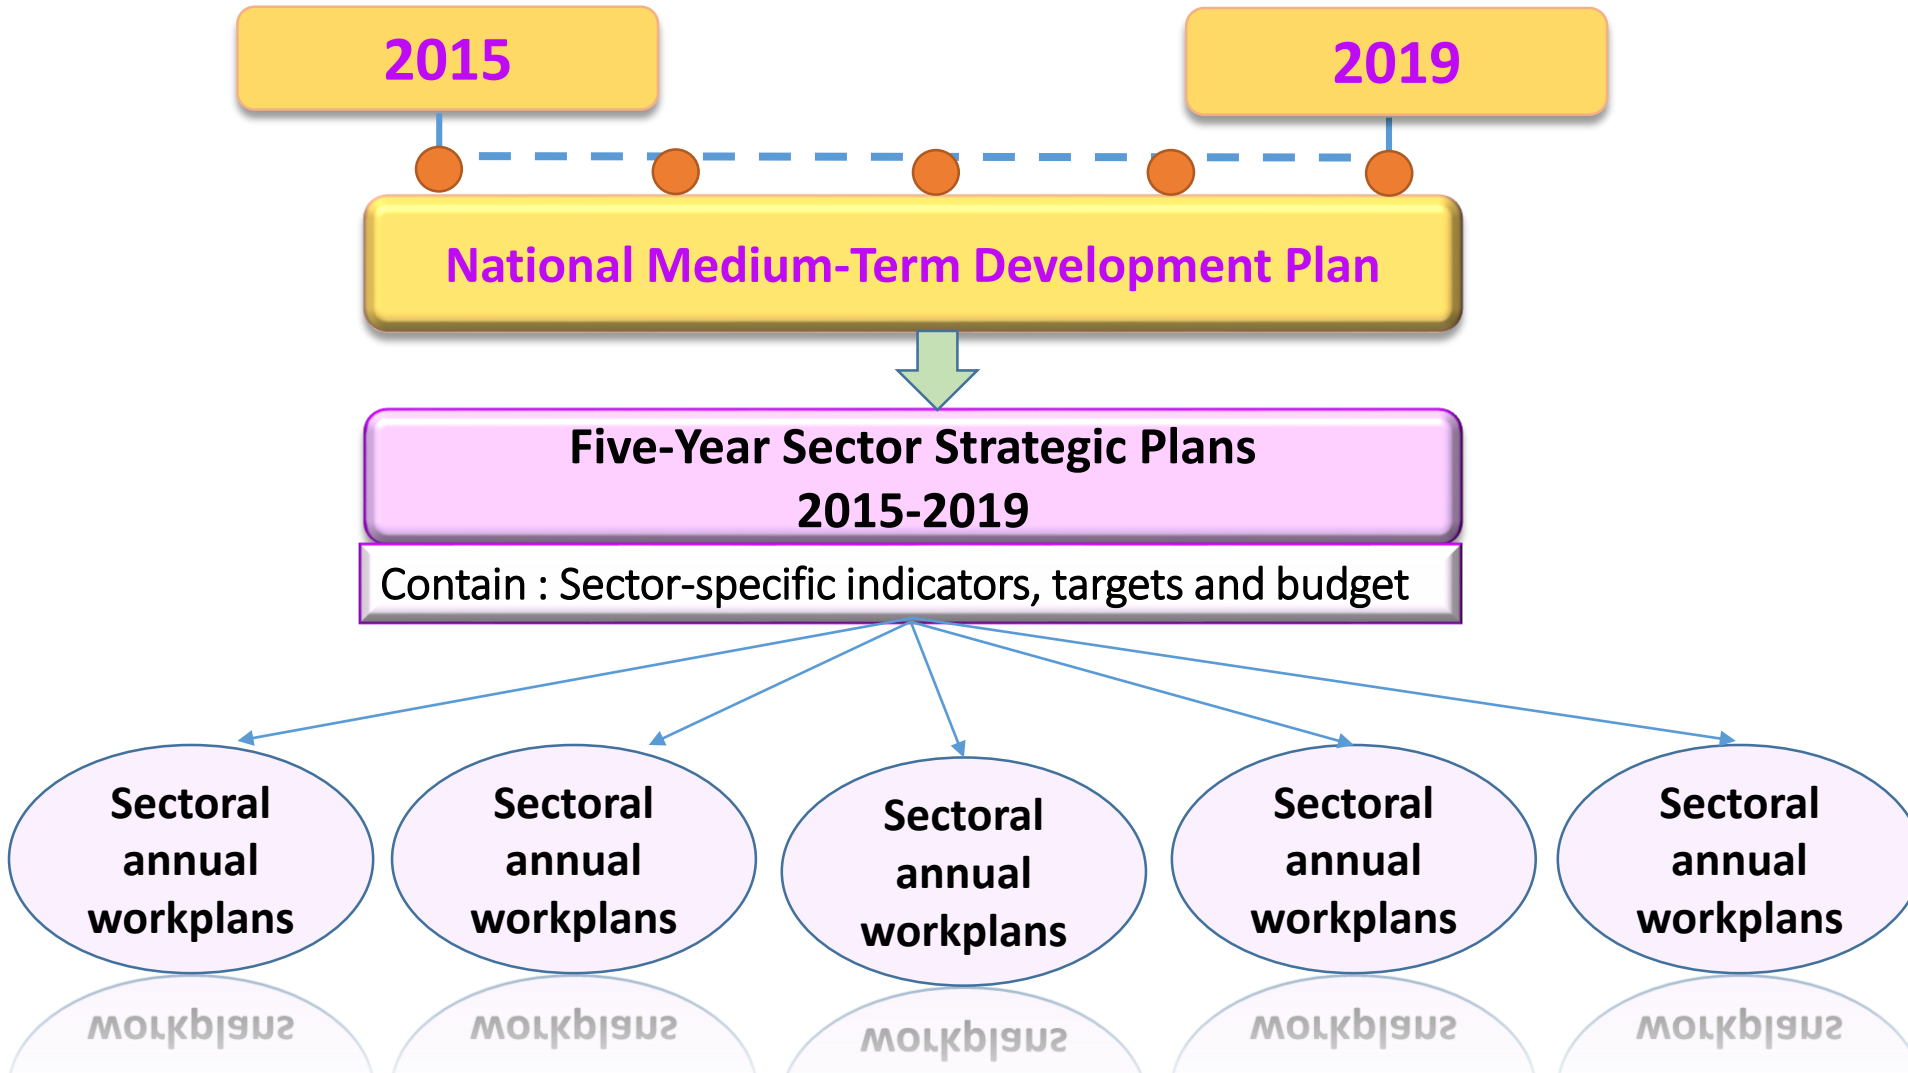 2015
2019
National Medium-Term Development Plan
Five-Year Sector Strategic Plans
2015-2019
Contain : Sector-specific indicators, targets and budget
Sectoral
annual
workplans
Sectoral
annual
workplans
Sectoral
annual
workplans
Sectoral
annual
workplans
Sectoral
annual
workplans